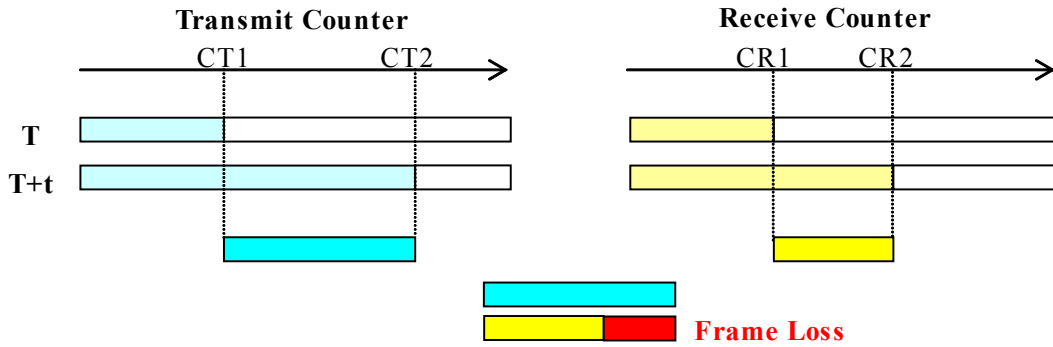 Transmit Counter
Receive Counter
CT1
CT2
CR1
CR2
T
T+t
Frame Loss